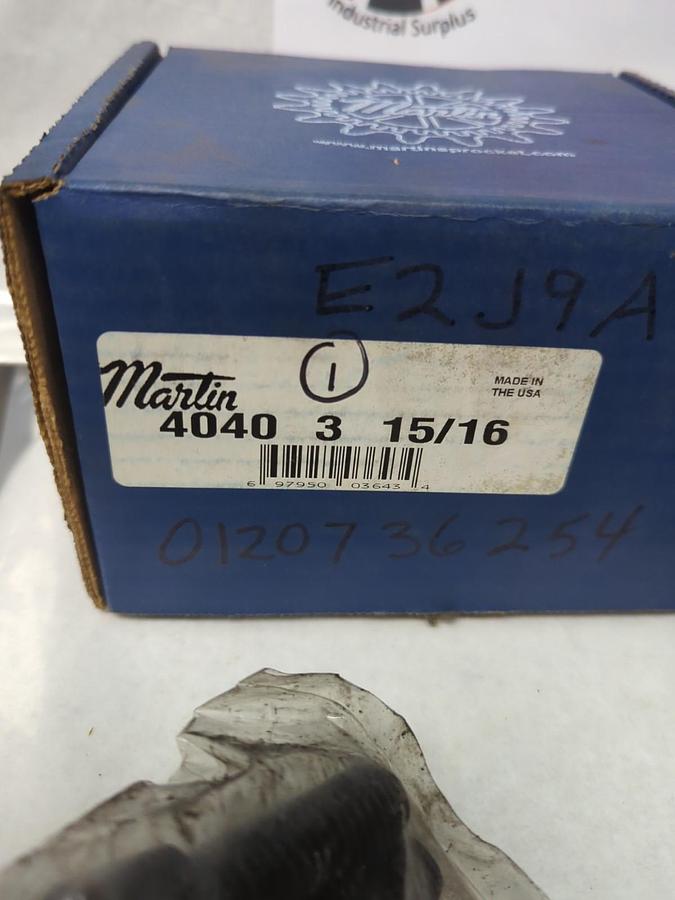 Industrial Surplus
Martin
www.martinsprocket.com
E2J9A
1
Martin
MADE IN
THE USA
4040 3 15/16
6 97950 03643 4
0120736254